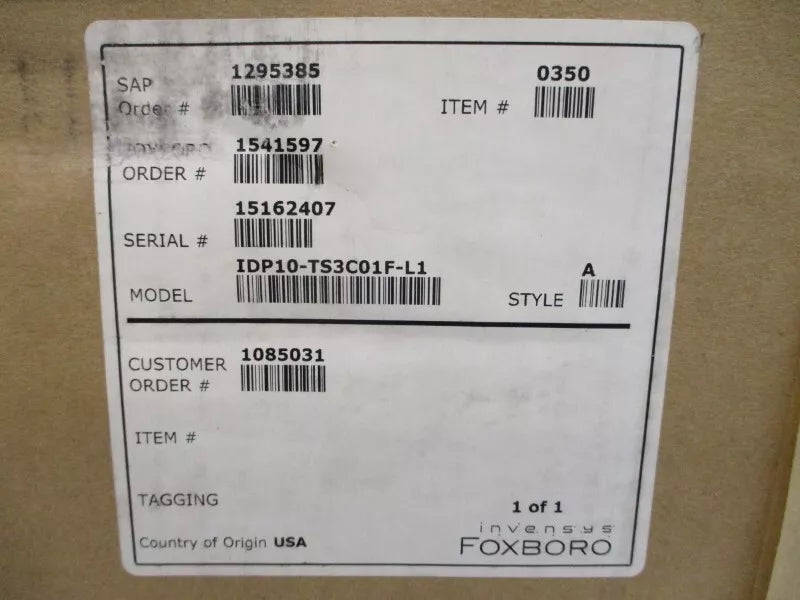 SAP 1295385
Order #
ITEM # 0350
FOXBORO 1541597
ORDER #
15162407
SERIAL #
IDP10-TS3C01F-L1
MODEL
A
STYLE
CUSTOMER 1085031
ORDER #
ITEM #
TAGGING
1 of 1
invensys
Country of Origin USA
FOXBORO